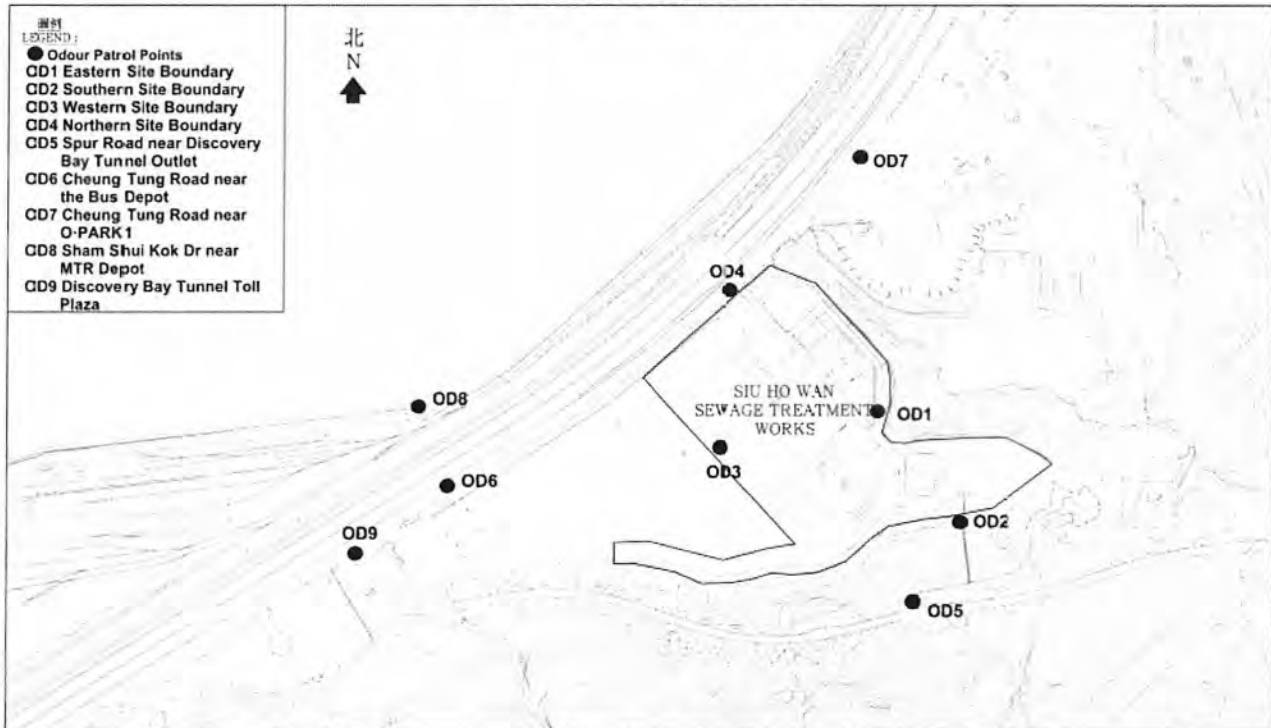 圖例
LEGEND :
Odour Patrol Points
OD1 Eastern Site Boundary
OD2 Southern Site Boundary
OD3 Western Site Boundary
OD4 Northern Site Boundary
OD5 Spur Road near Discovery
Bay Tunnel Outlet
OD6 Cheung Tung Road near
the Bus Depot
OD7 Cheung Tung Road near
O·PARK1
OD8 Sham Shui Kok Dr near
MTR Depot
OD9 Discovery Bay Tunnel Toll
Plaza
北
N
OD7
OD4
OD8
SIU HO WAN
SEWAGE TREATMENT
WORKS
OD1
OD3
OD6
OD2
OD9
OD5